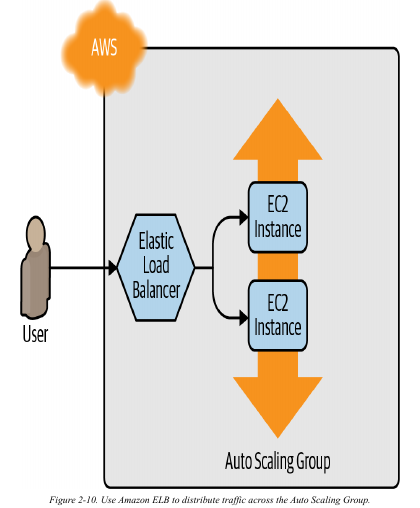 AWS
User
Elastic
Load
Balancer
EC2
Instance
EC2
Instance
Auto Scaling Group
Figure 2-10. Use Amazon ELB to distribute traffic across the Auto Scaling Group.